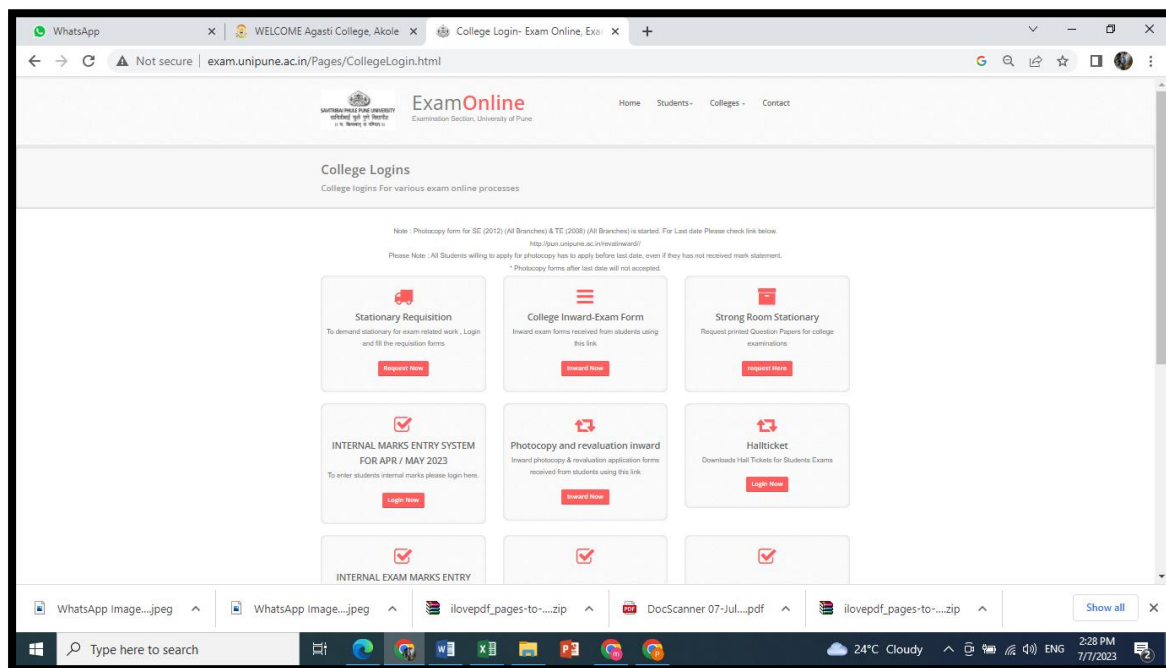 WhatsApp
WELCOME Agasti College, Akole
College Login- Exam Online, Exa
Not secure | exam.unipune.ac.in/Pages/CollegeLogin.html
SAVITRIBAI PHULE PUNE UNIVERSITY
सावित्रीबाई फुले पुणे विद्यापीठ
ExamOnline
Examination Section, University of Pune
Home Students- Colleges - Contact
College Logins
College logins For various exam online processes
Note : Photocopy form for SE (2012) (All Branches) & TE (2008) (All Branches) is started. For Last date Please check link below.
http://pun.unipune.ac.in/revalinward//
Please Note : All Students willing to apply for photocopy has to apply before last date, even if they has not received mark statement.
* Photocopy forms after last date will not accepted.
Stationary Requisition
To demand stationary for exam related work , Login
and fill the requisition forms
Request Now
College Inward-Exam Form
Inward exam forms received from students using
this link
Inward Now
Strong Room Stationary
Request printed Question Papers for college
examinations
request Here
INTERNAL MARKS ENTRY SYSTEM
FOR APR / MAY 2023
To enter students internal marks please login here.
Login Now
Photocopy and revaluation inward
Inward photocopy & revaluation application forms
received from students using this link
Inward Now
Hallticket
Downloads Hall Tickets for Students Exams
Login Now
INTERNAL EXAM MARKS ENTRY
WhatsApp Image....jpeg
WhatsApp Image....jpeg
ilovepdf_pages-to-....zip
DocScanner 07-Jul....pdf
ilovepdf_pages-to-....zip
Show all
Type here to search
24°C Cloudy
ENG
2:28 PM
7/7/2023
2